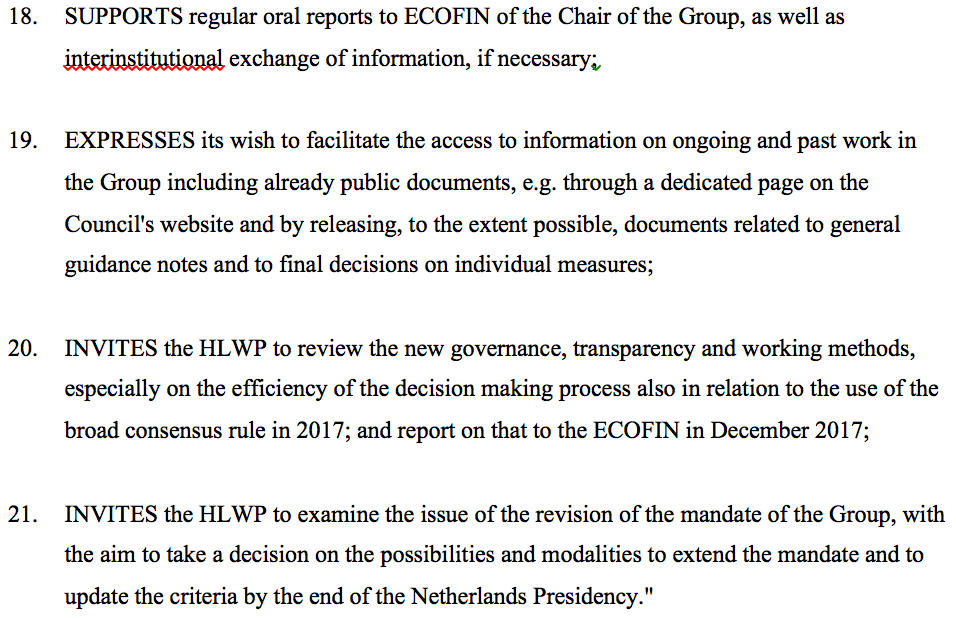 18. SUPPORTS regular oral reports to ECOFIN of the Chair of the Group, as well as
interinstitutional exchange of information, if necessary;
19. EXPRESSES its wish to facilitate the access to information on ongoing and past work in
the Group including already public documents, e.g. through a dedicated page on the
Council's website and by releasing, to the extent possible, documents related to general
guidance notes and to final decisions on individual measures;
20. INVITES the HLWP to review the new governance, transparency and working methods,
especially on the efficiency of the decision making process also in relation to the use of the
broad consensus rule in 2017; and report on that to the ECOFIN in December 2017;
21. INVITES the HLWP to examine the issue of the revision of the mandate of the Group, with
the aim to take a decision on the possibilities and modalities to extend the mandate and to
update the criteria by the end of the Netherlands Presidency."